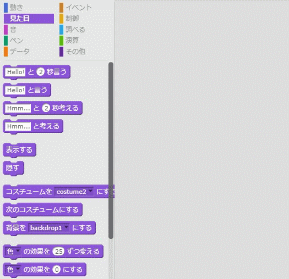 動き
イベント
見た目
制御
音
調べる
ペン
演算
データ
その他
Hello! と 2 秒言う
Hello! と言う
Hmm... と 2 秒考える
Hmm... と考える
表示する
隠す
コスチュームを costume2 にする
次のコスチュームにする
背景を backdrop1 にする
色 の効果を 25 ずつ変える
色 の効果を 0 にする